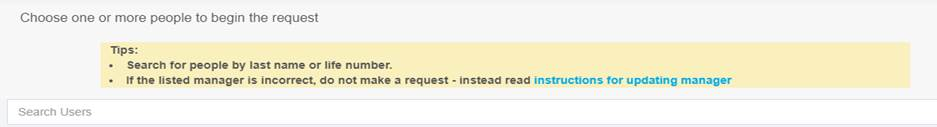 Choose one or more people to begin the request
Tips:
• Search for people by last name or life number.
• If the listed manager is incorrect, do not make a request - instead read instructions for updating manager
Search Users